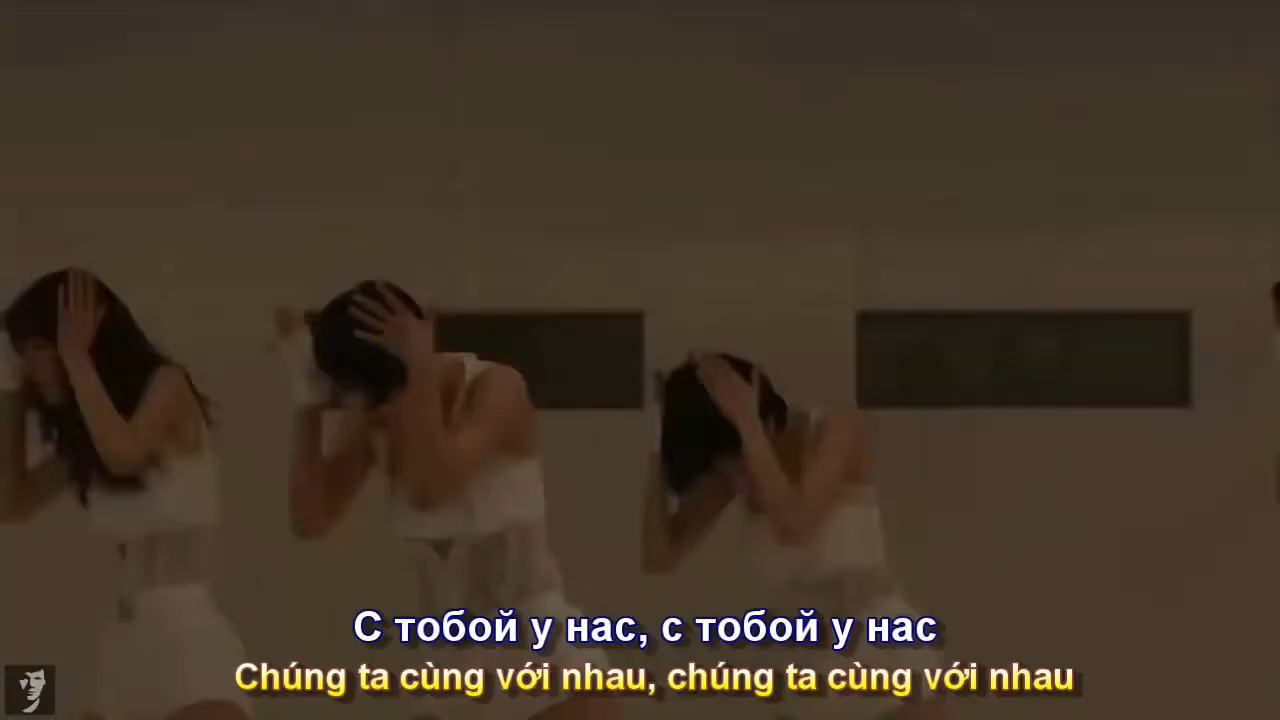 С тобой у нас, с тобой у нас
Chúng ta cùng với nhau, chúng ta cùng với nhau